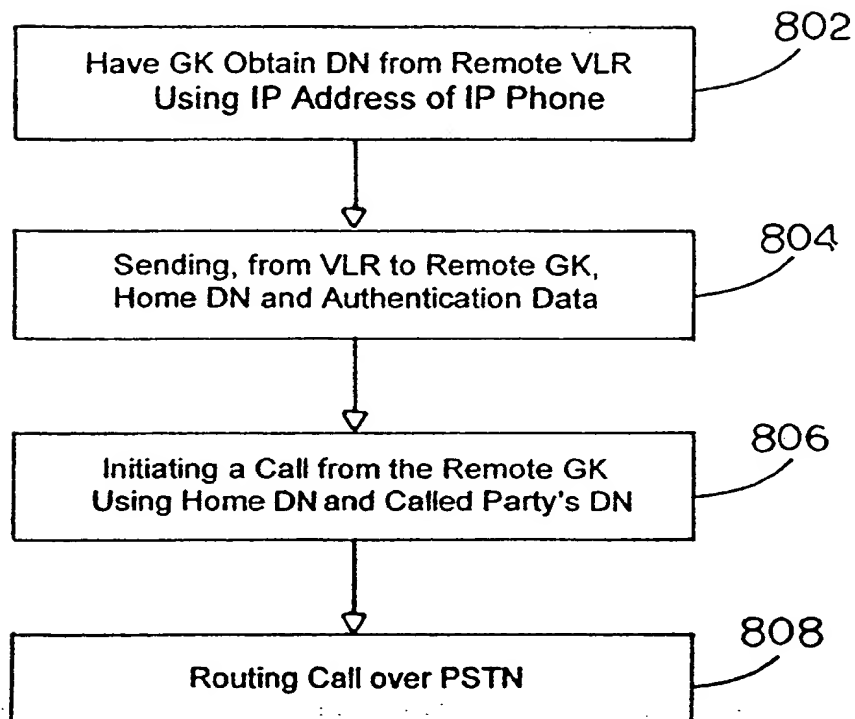 802
Have GK Obtain DN from Remote VLR
Using IP Address of IP Phone
804
Sending, from VLR to Remote GK,
Home DN and Authentication Data
806
Initiating a Call from the Remote GK
Using Home DN and Called Party's DN
808
Routing Call over PSTN